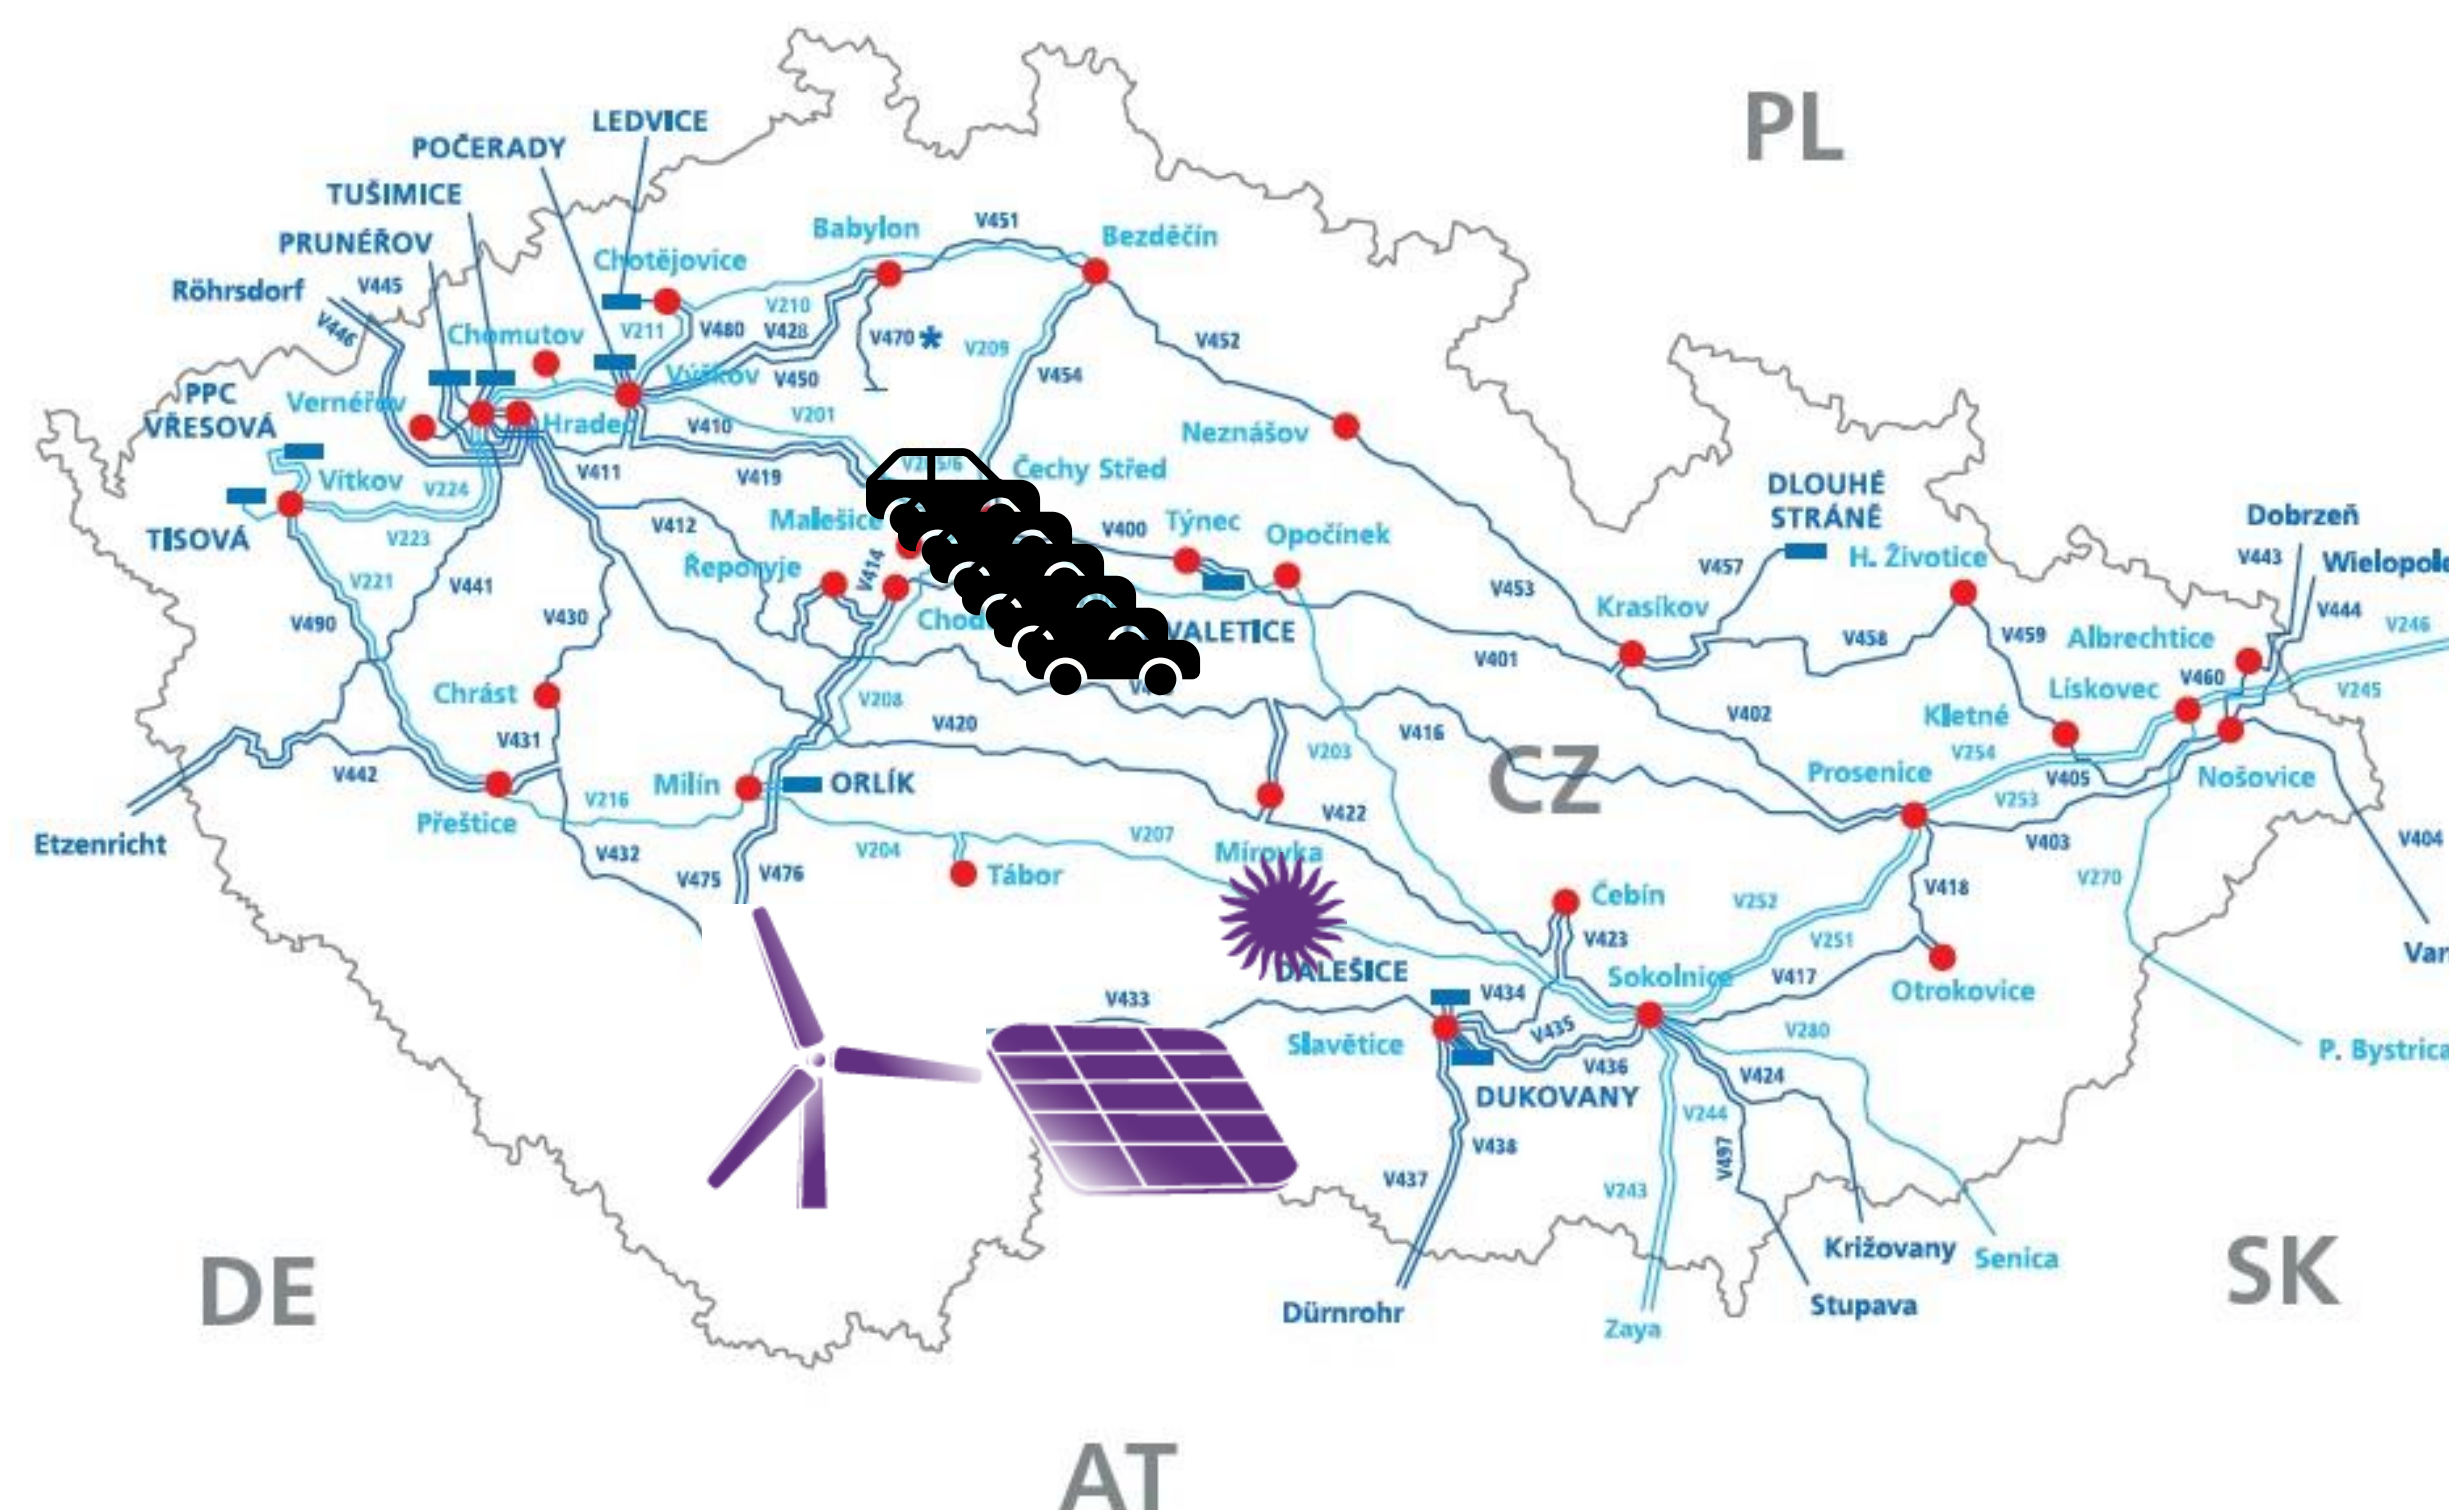 PL
LEDVICE
POČERADY
TUŠIMICE
PRUNÉŘOV
Röhrsdorf
V445
V446
Chotějovice
Babylon
V451
Bezděčín
V210
V211
V480
V428
V470 *
V209
V452
Chomutov
Výškov
V450
V454
PPC
VŘESOVÁ
Vernéřov
Hradec
V410
V201
Neznášov
V411
V419
Čechy Střed
Vítkov
V224
TISOVÁ
V223
V412
Malešice
V400
Týnec
Opočínek
DLOUHÉ
STRÁNĚ
Dobrzeň
V443
V444
V457
H. Životice
Řeporyje
V414
V221
V441
V490
V430
V453
Krasíkov
V458
V459
Albrechtice
V246
VALETICE
V401
V460
V245
Lískovec
Chrást
V208
V420
V402
Kletné
V431
V203
V416
V254
V442
CZ
Prosenice
V405
Nošovice
Milín
ORLÍK
V216
V253
Přeštice
V422
V403
V404
Etzenricht
V432
V204
V207
Mírovka
V475
V476
Tábor
V270
V418
Čebín
V252
V423
V251
DALEŠICE
Sokolnice
V417
Otrokovice
V433
V434
V435
Slavětice
V280
P. Bystrica
V436
V424
DUKOVANY
V244
V438
V497
V437
V243
DE
Križovany
Senica
SK
Dürnrohr
Stupava
Zaya
AT